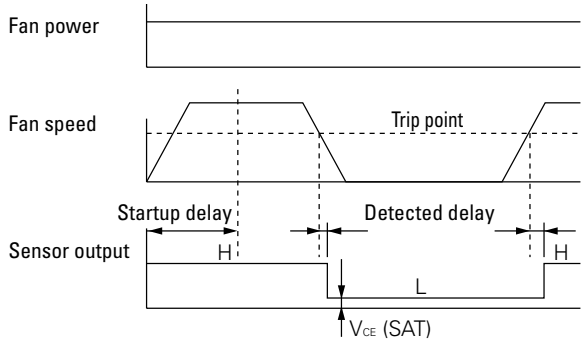 Fan power
Fan speed
Trip point
Startup delay
Detected delay
Sensor output
H
H
L
VCE (SAT)